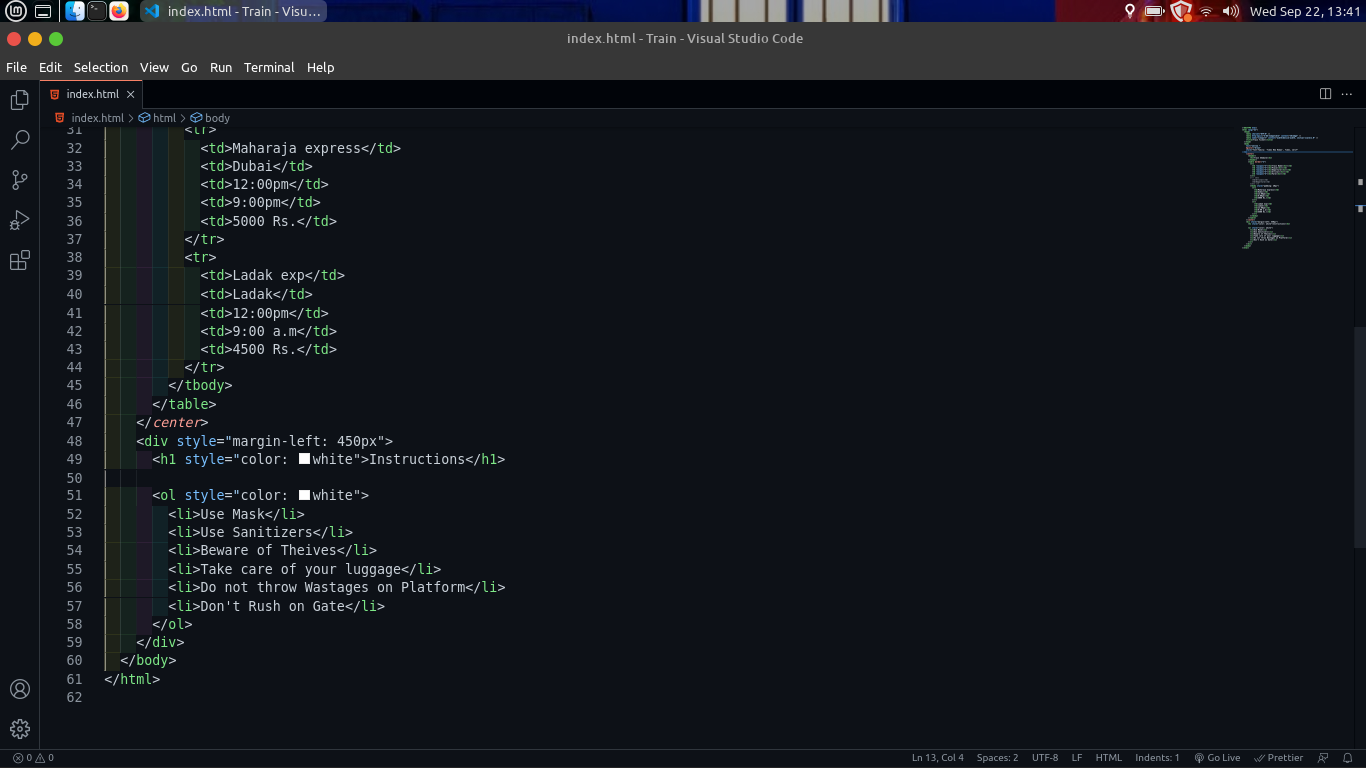 index.html - Train - Visu...
Wed Sep 22, 13:41
index.html - Train - Visual Studio Code
File Edit Selection View Go Run Terminal Help
index.html
index.html > html > body
31 <tr>
32 <td>Maharaja express</td>
33 <td>Dubai</td>
34 <td>12:00pm</td>
35 <td>9:00pm</td>
36 <td>5000 Rs.</td>
37 </tr>
38 <tr>
39 <td>Ladak exp</td>
40 <td>Ladak</td>
41 <td>12:00pm</td>
42 <td>9:00 a.m</td>
43 <td>4500 Rs.</td>
44 </tr>
45 </tbody>
46 </table>
47 </center>
48 <div style="margin-left: 450px">
49 <h1 style="color: white">Instructions</h1>
50
51 <ol style="color: white">
52 <li>Use Mask</li>
53 <li>Use Sanitizers</li>
54 <li>Beware of Theives</li>
55 <li>Take care of your luggage</li>
56 <li>Do not throw Wastages on Platform</li>
57 <li>Don't Rush on Gate</li>
58 </ol>
59 </div>
60 </body>
61 </html>
62
0 0 Ln 13, Col 4 Spaces: 2 UTF-8 LF HTML Indents: 1 Go Live Prettier